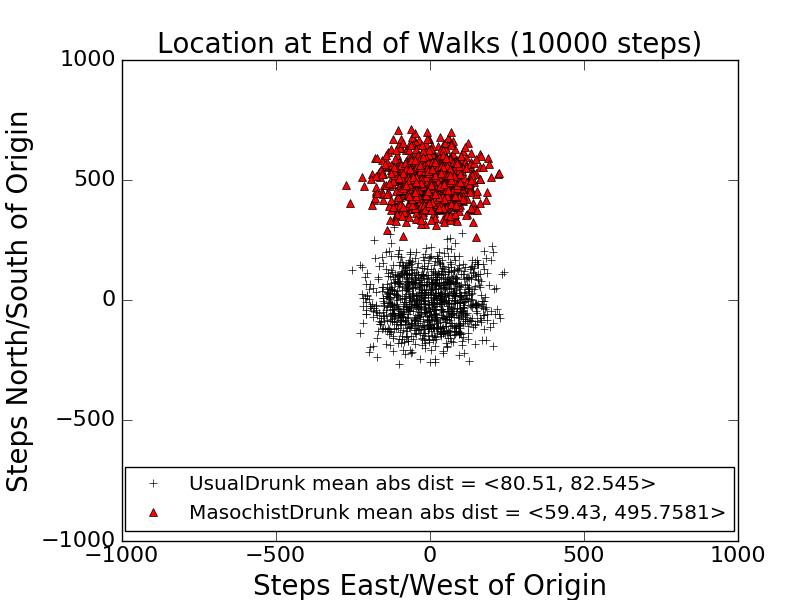 Location at End of Walks (10000 steps)
Steps North/South of Origin
1000
500
0
−500
−1000
UsualDrunk mean abs dist = <80.51, 82.545>
MasochistDrunk mean abs dist = <59.43, 495.7581>
−1000 −500 0 500 1000
Steps East/West of Origin